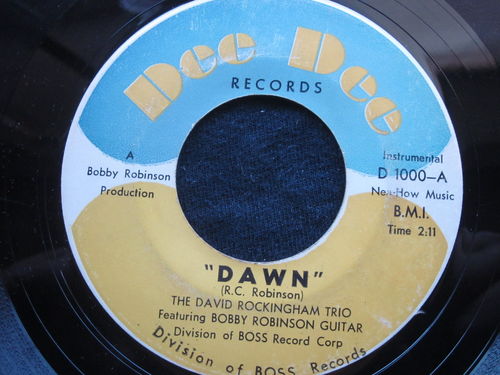 Dee Dee
RECORDS
A
Bobby Robinson
Production
Instrumental
D 1000-A
New-How Music
B.M.I.
Time 2:11
"DAWN"
(R.C. Robinson)
THE DAVID ROCKINGHAM TRIO
Featuring BOBBY ROBINSON GUITAR
Division of BOSS Record Corp
Division of BOSS Records